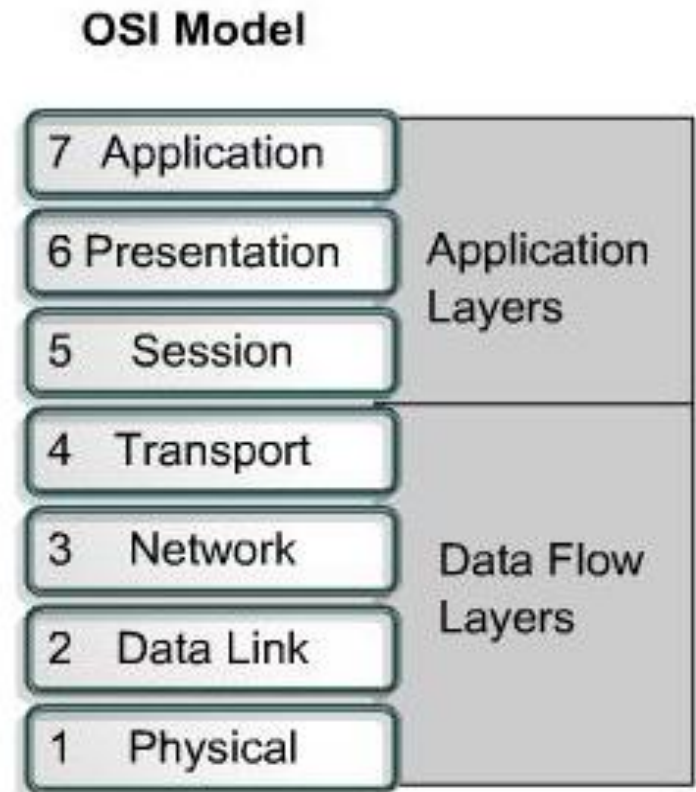 OSI Model
7 Application
6 Presentation
5 Session
4 Transport
3 Network
2 Data Link
1 Physical
Application
Layers
Data Flow
Layers